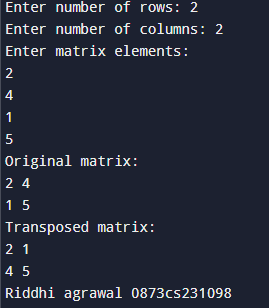 Enter number of rows: 2
Enter number of columns: 2
Enter matrix elements:
2
4
1
5
Original matrix:
2 4
1 5
Transposed matrix:
2 1
4 5
Riddhi agrawal 0873cs231098